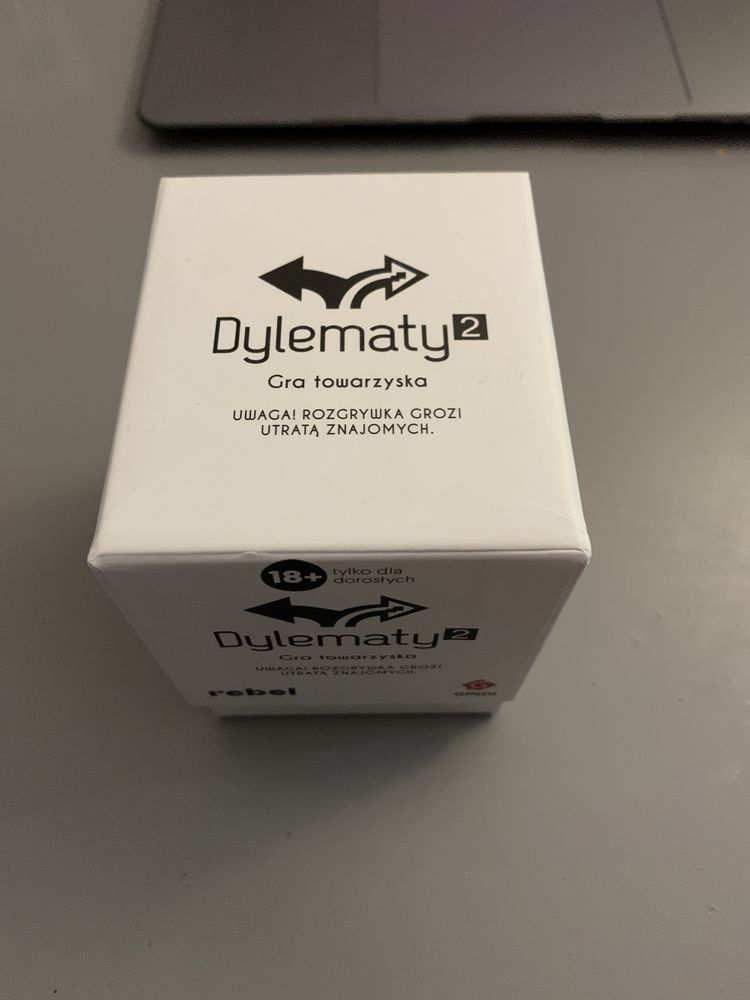 Dylematy 2
Gra towarzyska
UWAGA! ROZGRYWKA GROZI
UTRATĄ ZNAJOMYCH.
18+ tylko dla
dorosłych
Dylematy 2
Gra towarzyska
UWAGA! ROZGRYWKA GROZI
UTRATĄ ZNAJOMYCH.
rebel
GINDI